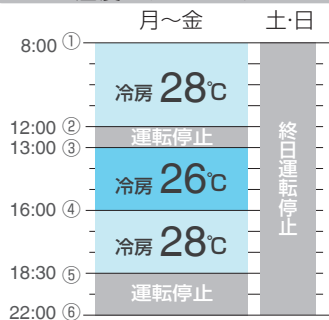 月～金
土・日
8:00 ①
冷房 28℃
12:00 ②
運転停止
13:00 ③
冷房 26℃
16:00 ④
冷房 28℃
18:30 ⑤
運転停止
22:00 ⑥
終日運転停止